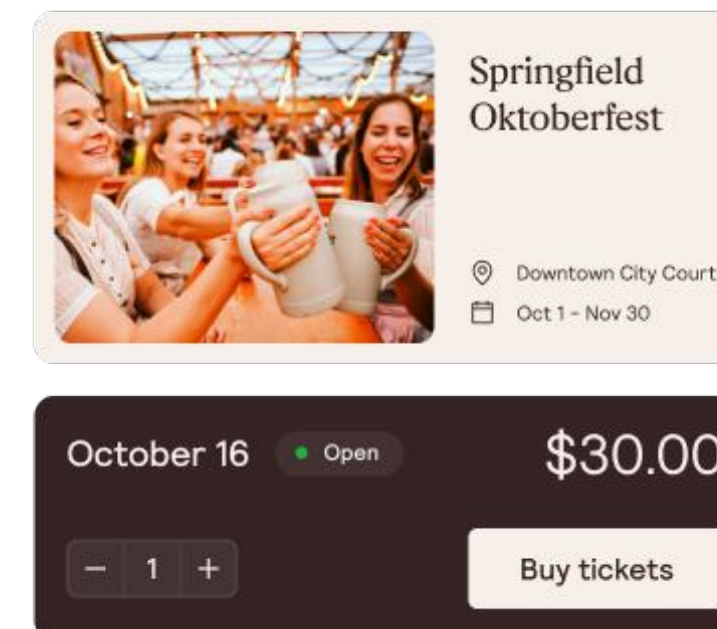 Springfield
Oktoberfest
Downtown City Court
Oct 1 - Nov 30
October 16
Open
$30.00
− 1 +
Buy tickets